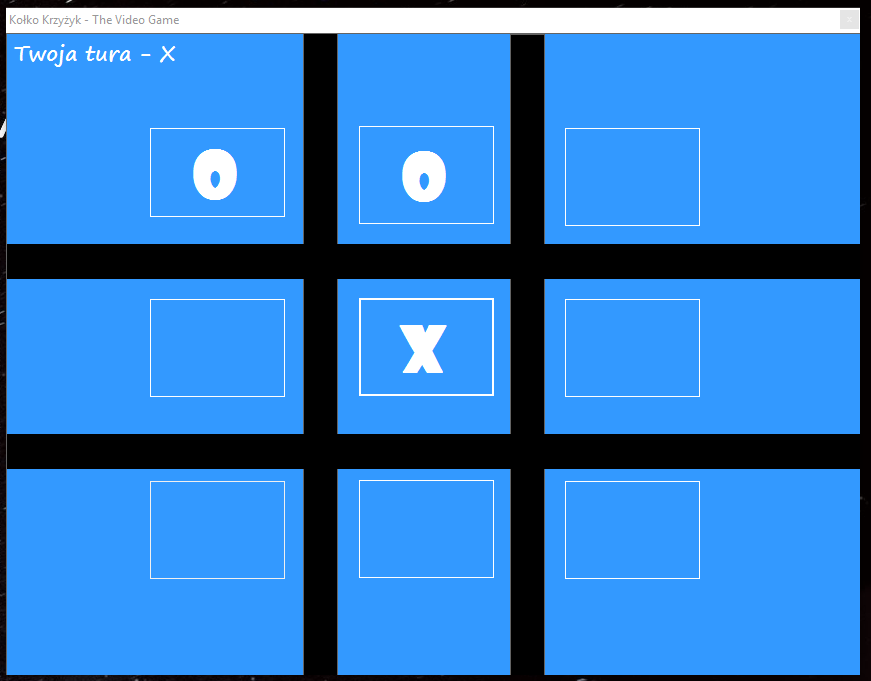 Kołko Krzyżyk - The Video Game
Twoja tura - X
O O
X